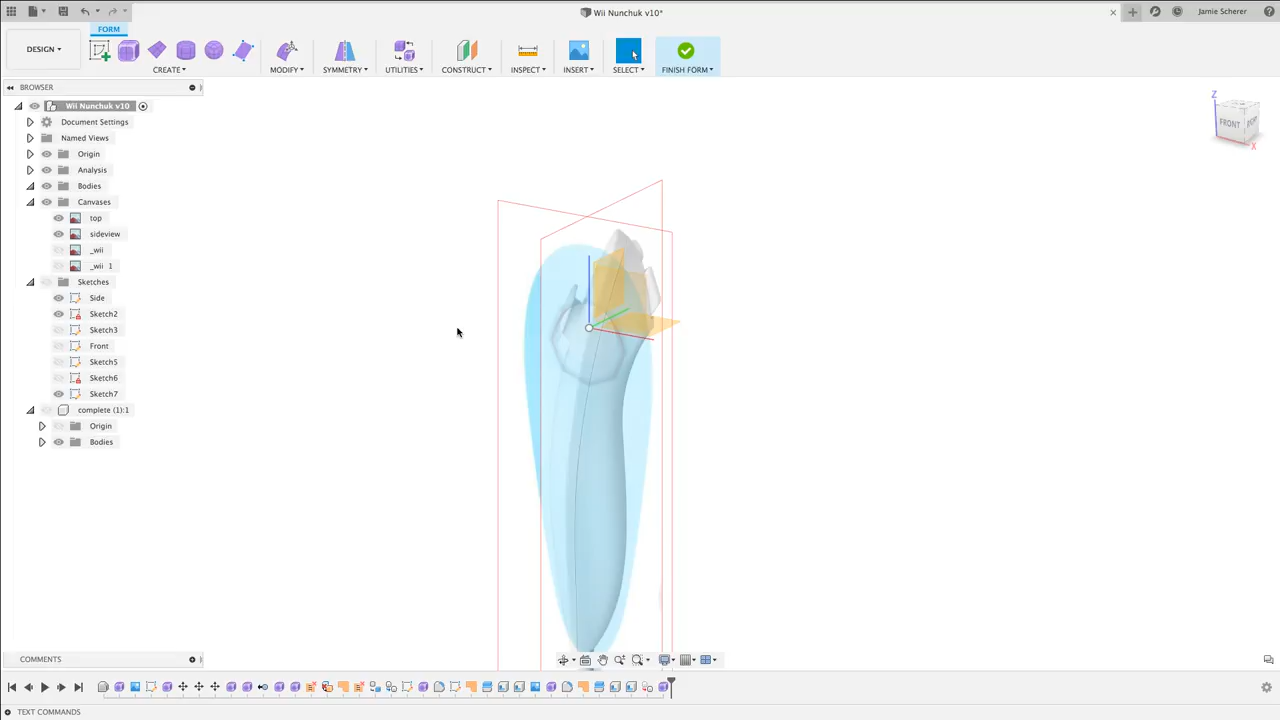 Wii Nunchuk v10*
Jamie Scherer
FORM
DESIGN
CREATE
MODIFY
SYMMETRY
UTILITIES
CONSTRUCT
INSPECT
INSERT
SELECT
FINISH FORM
BROWSER
Wii Nunchuk v10
Document Settings
Named Views
Origin
Analysis
Bodies
Canvases
top
sideview
_wii
_wii 1
Sketches
Side
Sketch2
Sketch3
Front
Sketch5
Sketch6
Sketch7
complete (1):1
Origin
Bodies
Z
FRONT
X
COMMENTS
TEXT COMMANDS